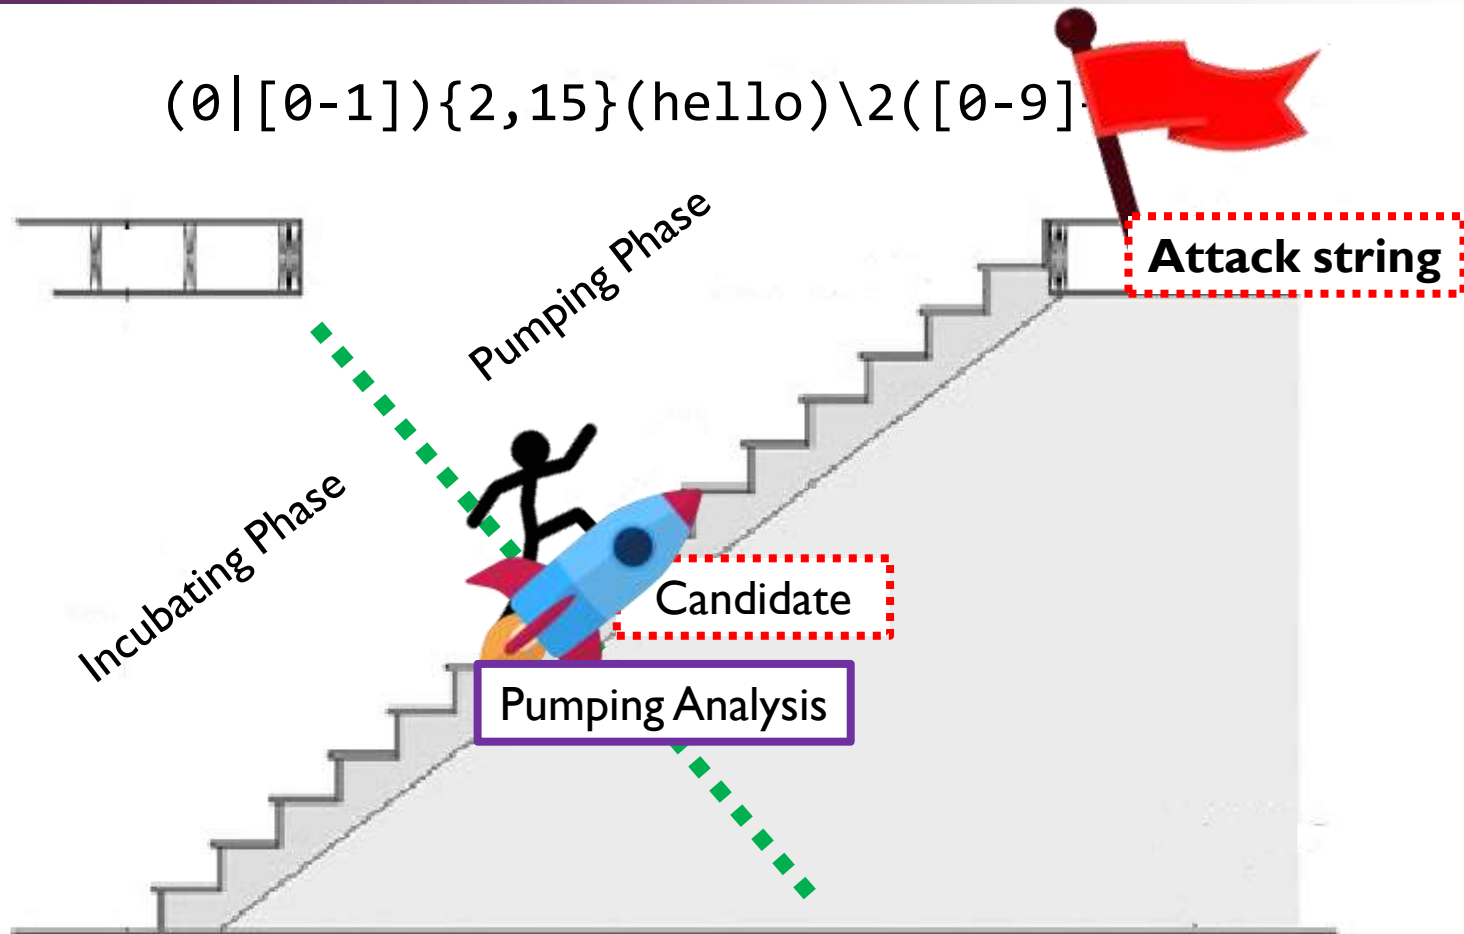 (0|[0-1]){2,15}(hello)\2([0-9]
Pumping Phase
Attack string
Incubating Phase
Candidate
Pumping Analysis